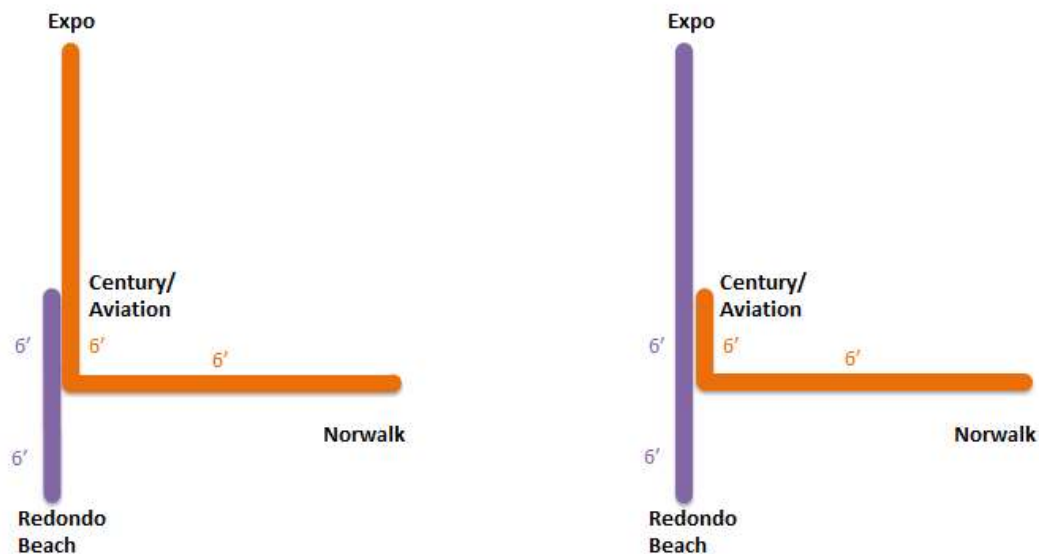 Expo
Century/
Aviation
6′
6′
6′
Norwalk
6′
Redondo
Beach
Expo
Century/
Aviation
6′
6′
6′
Norwalk
6′
Redondo
Beach